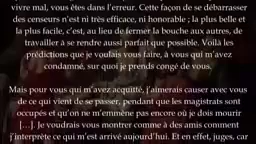 vivre mal, vous êtes dans l'erreur. Cette façon de se débarrasser
des censeurs n'est ni très efficace, ni honorable ; la plus belle et
la plus facile, c'est, au lieu de fermer la bouche aux autres, de
travailler à se rendre aussi parfait que possible. Voilà les
prédictions que je voulais vous faire, à vous qui m'avez
condamné, sur quoi je prends congé de vous.
Mais pour vous qui m'avez acquitté, j'aimerais causer avec vous
de ce qui vient de se passer, pendant que les magistrats sont
occupés et qu'on ne m'emmène pas encore où je dois mourir
[…]. Je voudrais vous montrer comme à des amis comment
j'interprète ce qui m'est arrivé aujourd'hui. Et en effet, juges, car